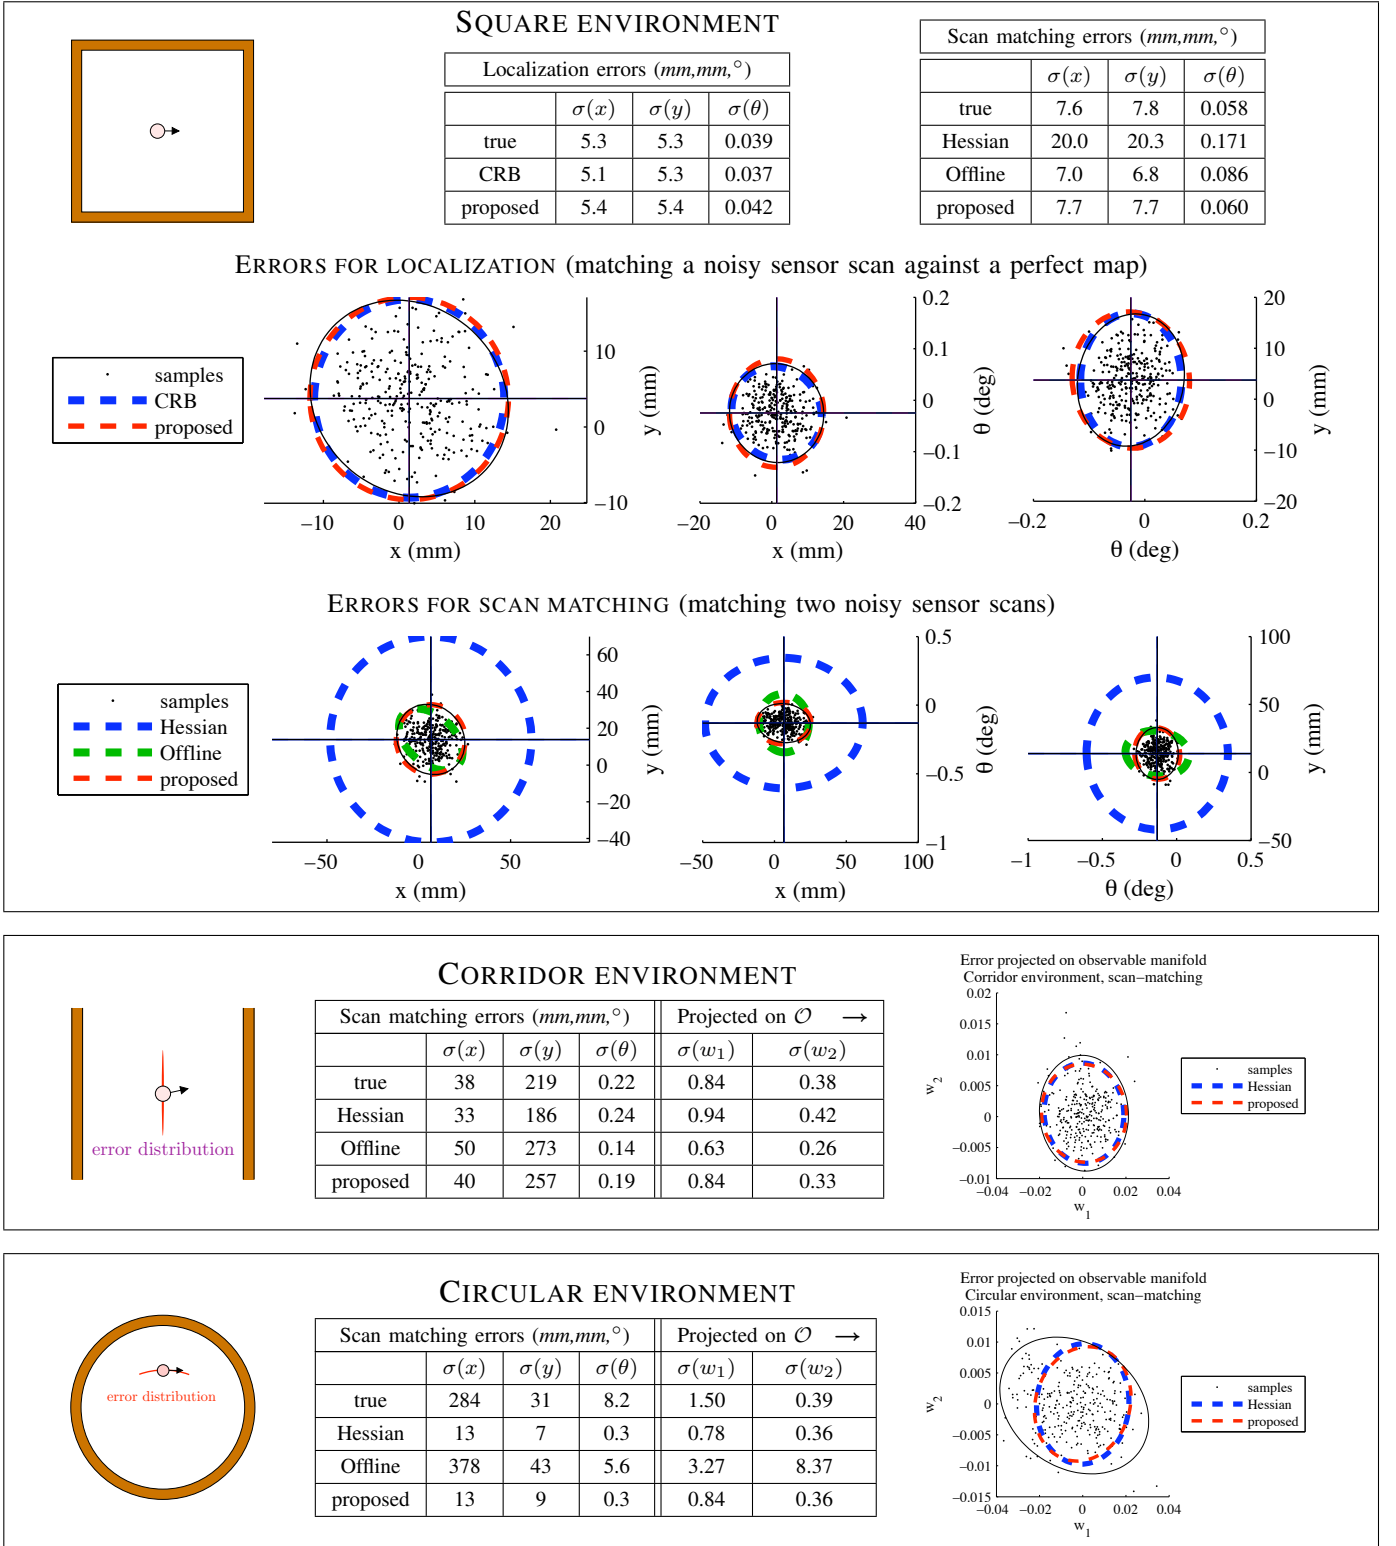 SQUARE ENVIRONMENT
Localization errors (mm,mm,°)
σ(x) σ(y) σ(θ)
true 5.3 5.3 0.039
CRB 5.1 5.3 0.037
proposed 5.4 5.4 0.042
Scan matching errors (mm,mm,°)
σ(x) σ(y) σ(θ)
true 7.6 7.8 0.058
Hessian 20.0 20.3 0.171
Offline 7.0 6.8 0.086
proposed 7.7 7.7 0.060
ERRORS FOR LOCALIZATION (matching a noisy sensor scan against a perfect map)
samples
CRB
proposed
10
0
−10
y (mm)
−10 0 10 20
x (mm)
0.2
0.1
0
−0.1
−0.2
θ (deg)
−20 0 20 40
x (mm)
20
10
0
−10
−20
y (mm)
−0.2 0 0.2
θ (deg)
ERRORS FOR SCAN MATCHING (matching two noisy sensor scans)
samples
Hessian
Offline
proposed
60
40
20
0
−20
−40
y (mm)
−50 0 50
x (mm)
0.5
0
−0.5
−1
θ (deg)
−50 0 50 100
x (mm)
100
50
0
−50
y (mm)
−1 −0.5 0 0.5
θ (deg)
CORRIDOR ENVIRONMENT
error distribution
Scan matching errors (mm,mm,°) Projected on 𝒪 →
σ(x) σ(y) σ(θ) σ(w₁) σ(w₂)
true 38 219 0.22 0.84 0.38
Hessian 33 186 0.24 0.94 0.42
Offline 50 273 0.14 0.63 0.26
proposed 40 257 0.19 0.84 0.33
Error projected on observable manifold
Corridor environment, scan−matching
0.02
0.015
0.01
0.005
0
−0.005
−0.01
w₂
−0.04 −0.02 0 0.02 0.04
w₁
samples
Hessian
proposed
CIRCULAR ENVIRONMENT
error distribution
Scan matching errors (mm,mm,°) Projected on 𝒪 →
σ(x) σ(y) σ(θ) σ(w₁) σ(w₂)
true 284 31 8.2 1.50 0.39
Hessian 13 7 0.3 0.78 0.36
Offline 378 43 5.6 3.27 8.37
proposed 13 9 0.3 0.84 0.36
Error projected on observable manifold
Circular environment, scan−matching
0.015
0.01
0.005
0
−0.005
−0.01
−0.015
w₂
−0.04 −0.02 0 0.02 0.04
w₁
samples
Hessian
proposed